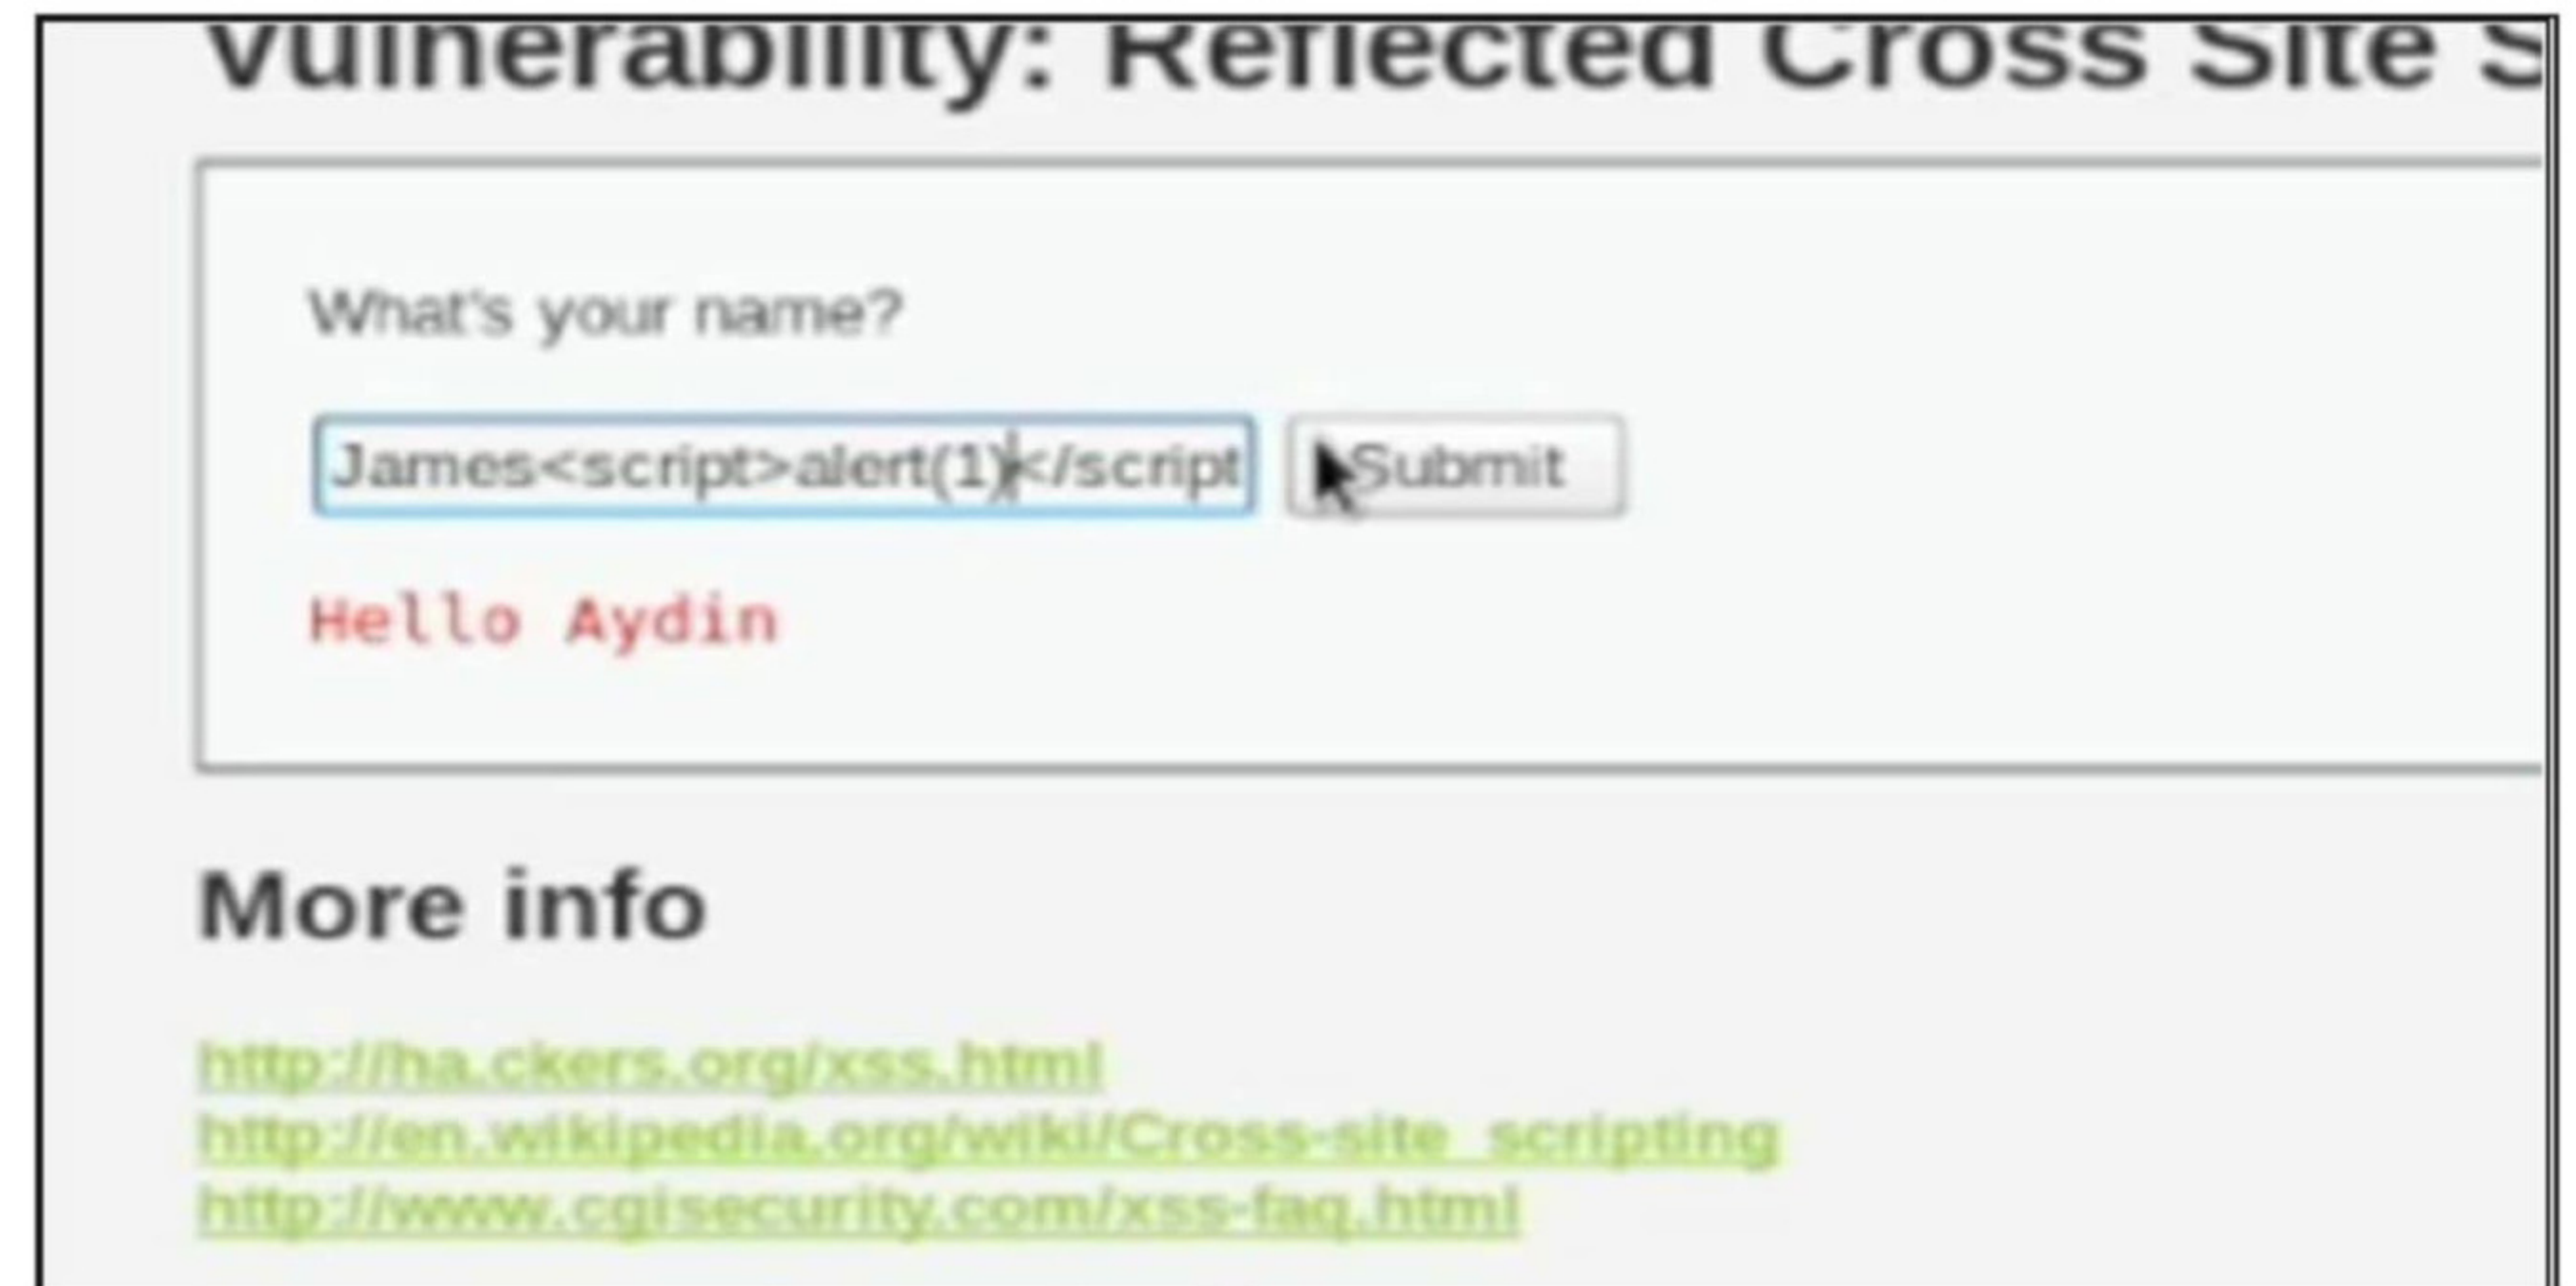 Vulnerability: Reflected Cross Site S
What's your name?
James<script>alert(1)</script
Submit
Hello Aydin
More info
http://ha.ckers.org/xss.html
http://en.wikipedia.org/wiki/Cross-site_scripting
http://www.cgisecurity.com/xss-faq.html